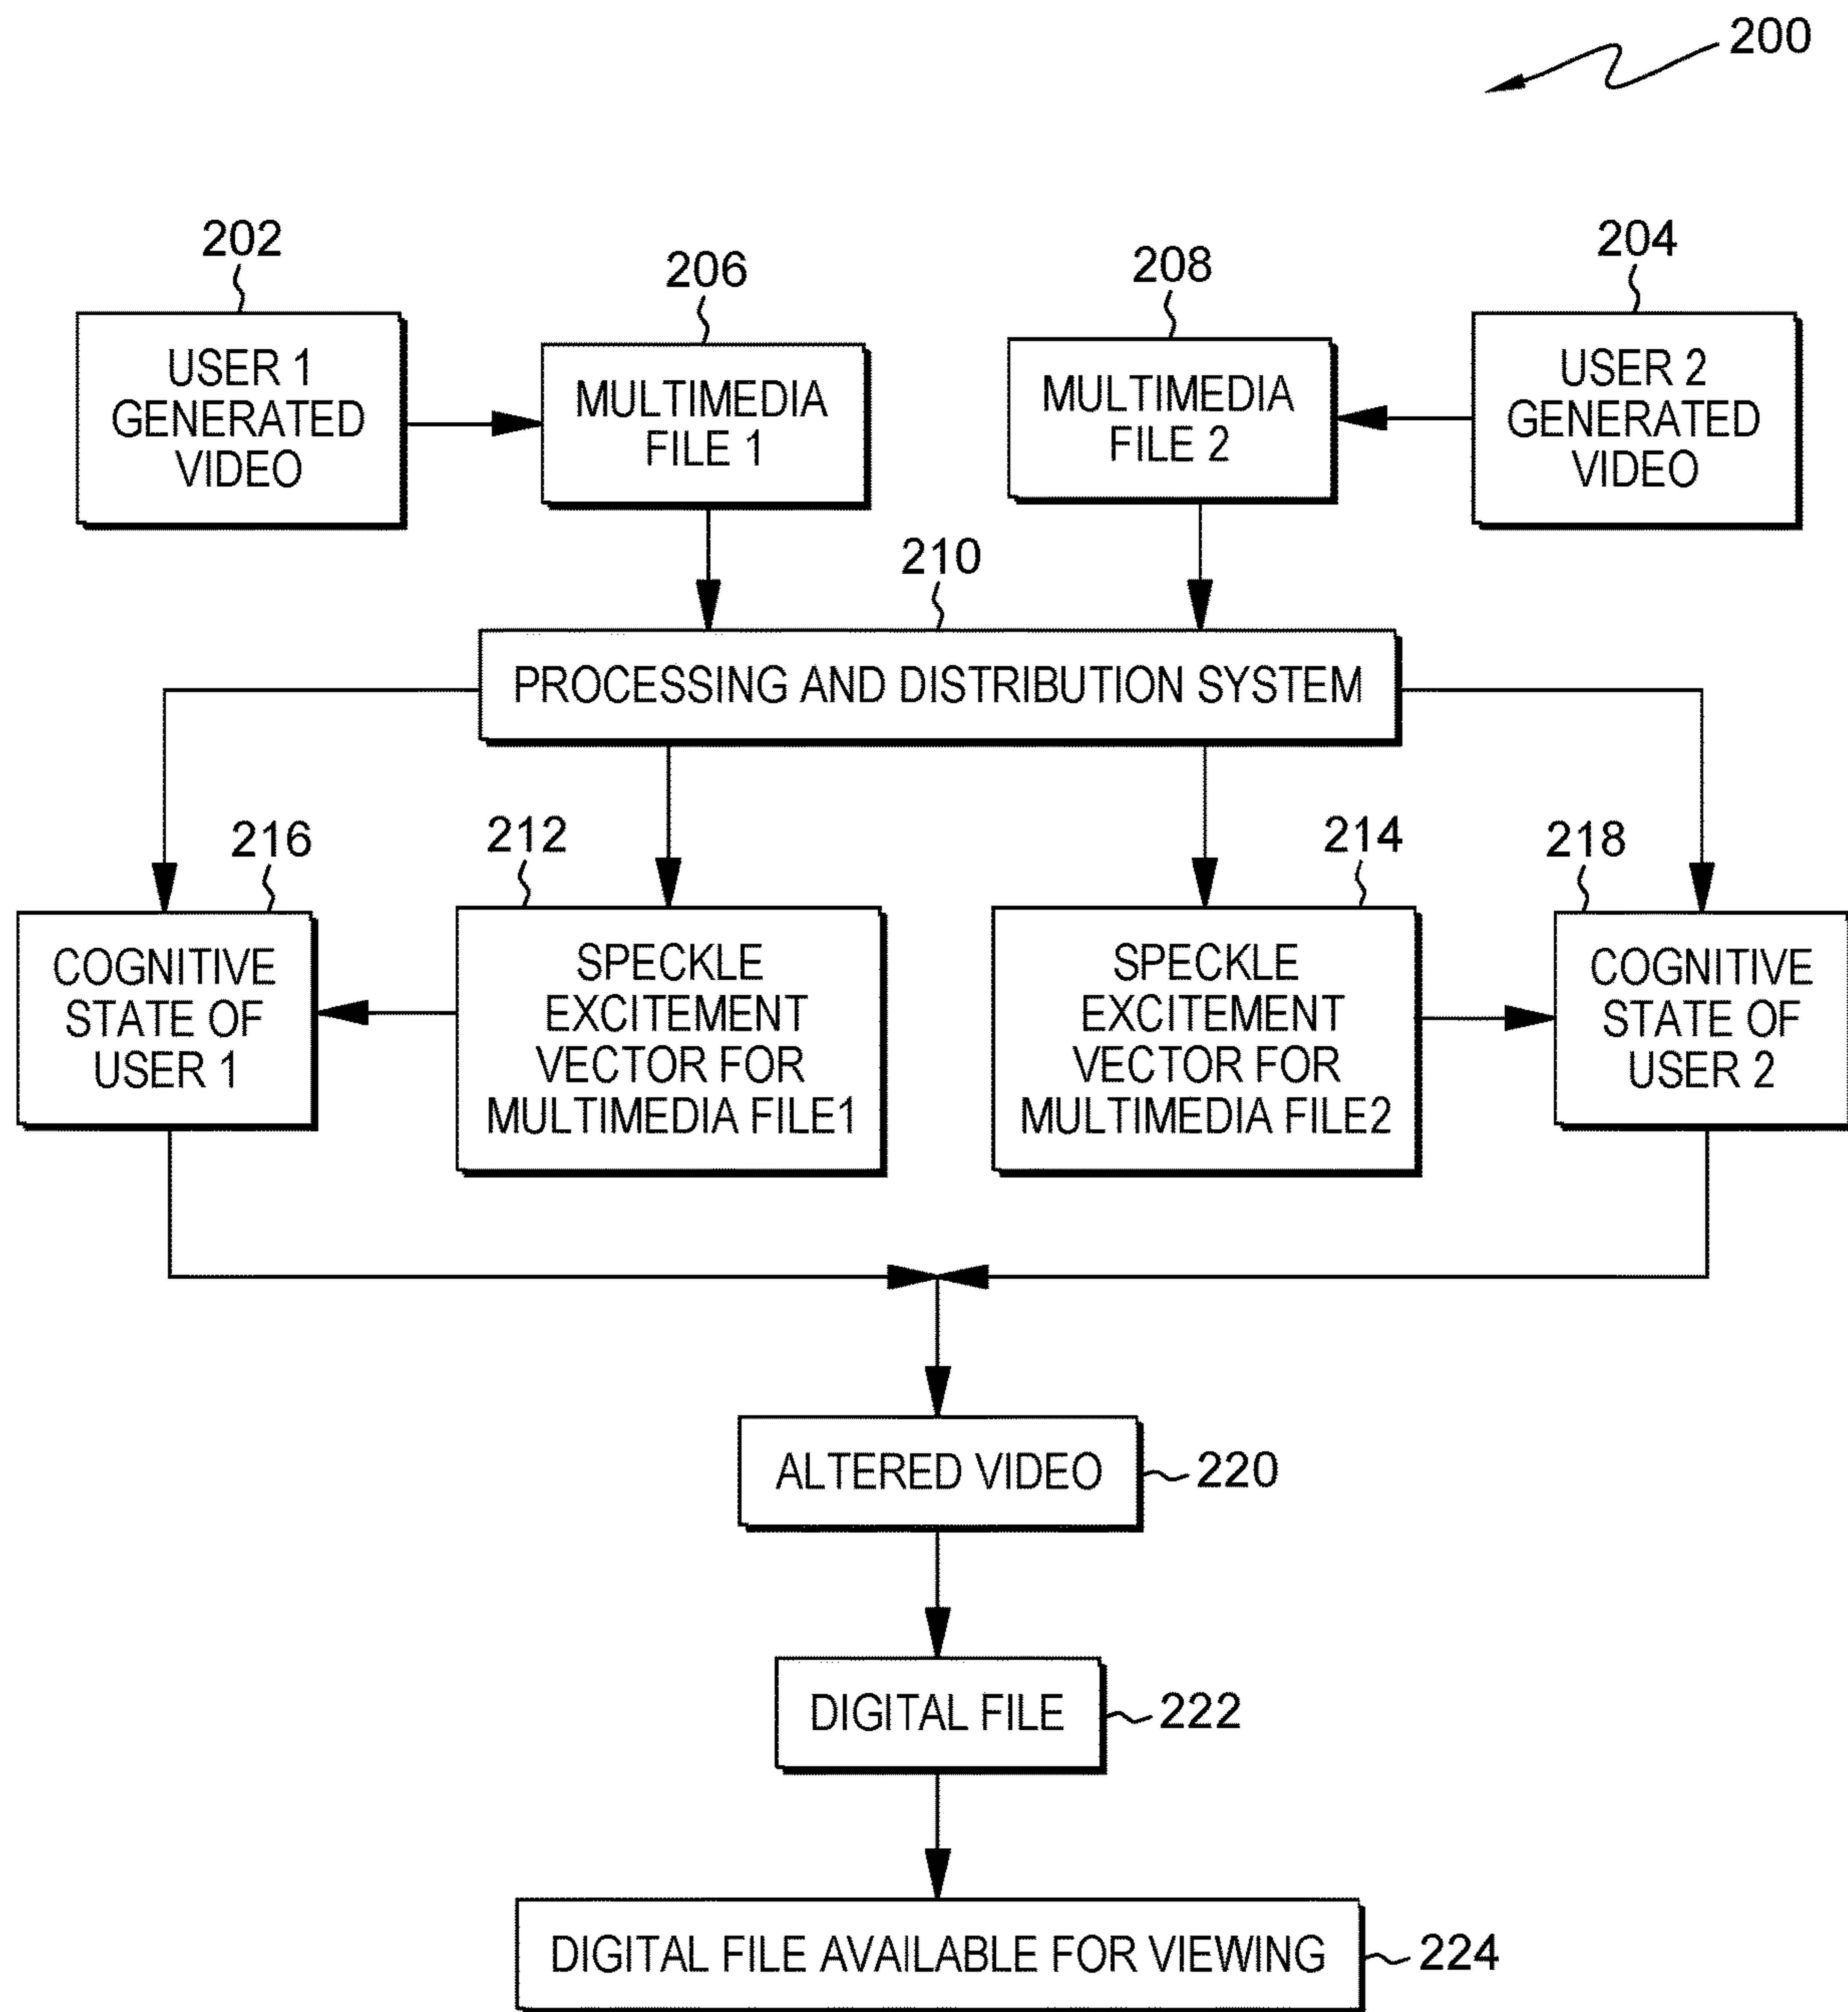 200
202
USER 1
GENERATED
VIDEO
206
MULTIMEDIA
FILE 1
208
MULTIMEDIA
FILE 2
204
USER 2
GENERATED
VIDEO
210
PROCESSING AND DISTRIBUTION SYSTEM
216
COGNITIVE
STATE OF
USER 1
212
SPECKLE
EXCITEMENT
VECTOR FOR
MULTIMEDIA FILE1
214
SPECKLE
EXCITEMENT
VECTOR FOR
MULTIMEDIA FILE2
218
COGNITIVE
STATE OF
USER 2
ALTERED VIDEO
220
DIGITAL FILE
222
DIGITAL FILE AVAILABLE FOR VIEWING
224